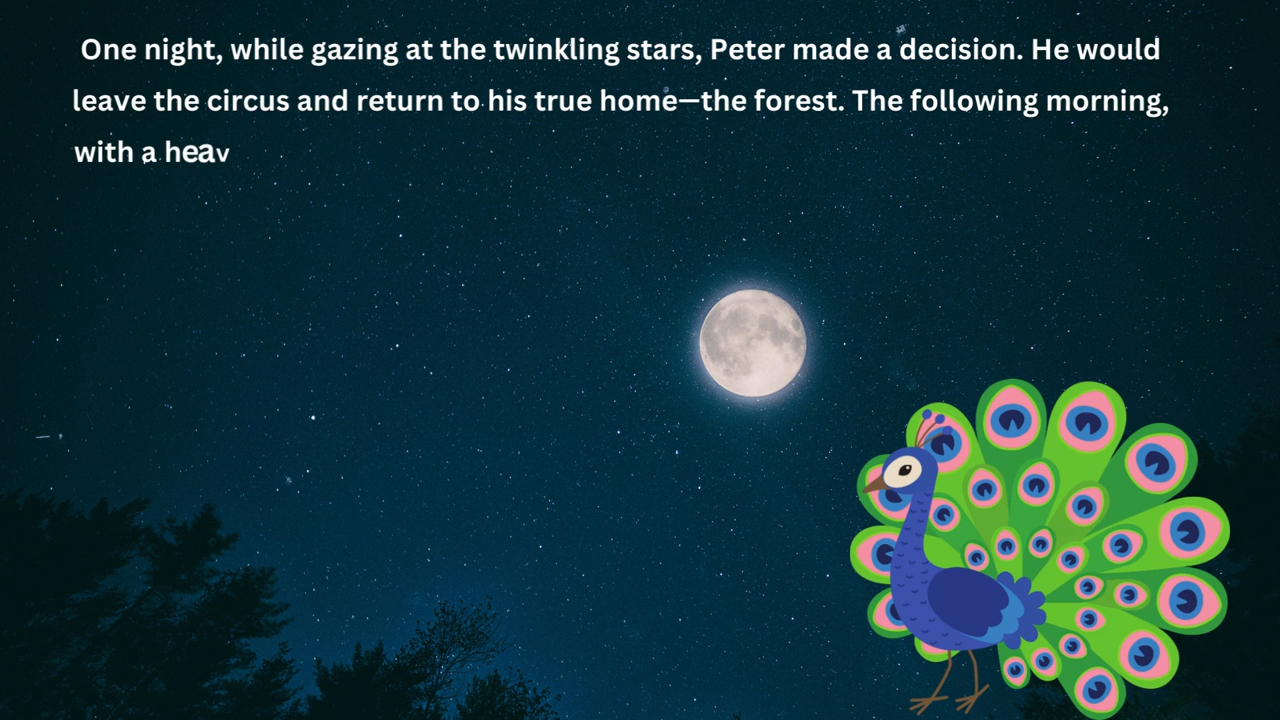 One night, while gazing at the twinkling stars, Peter made a decision. He would
leave the circus and return to his true home—the forest. The following morning,
with a heav